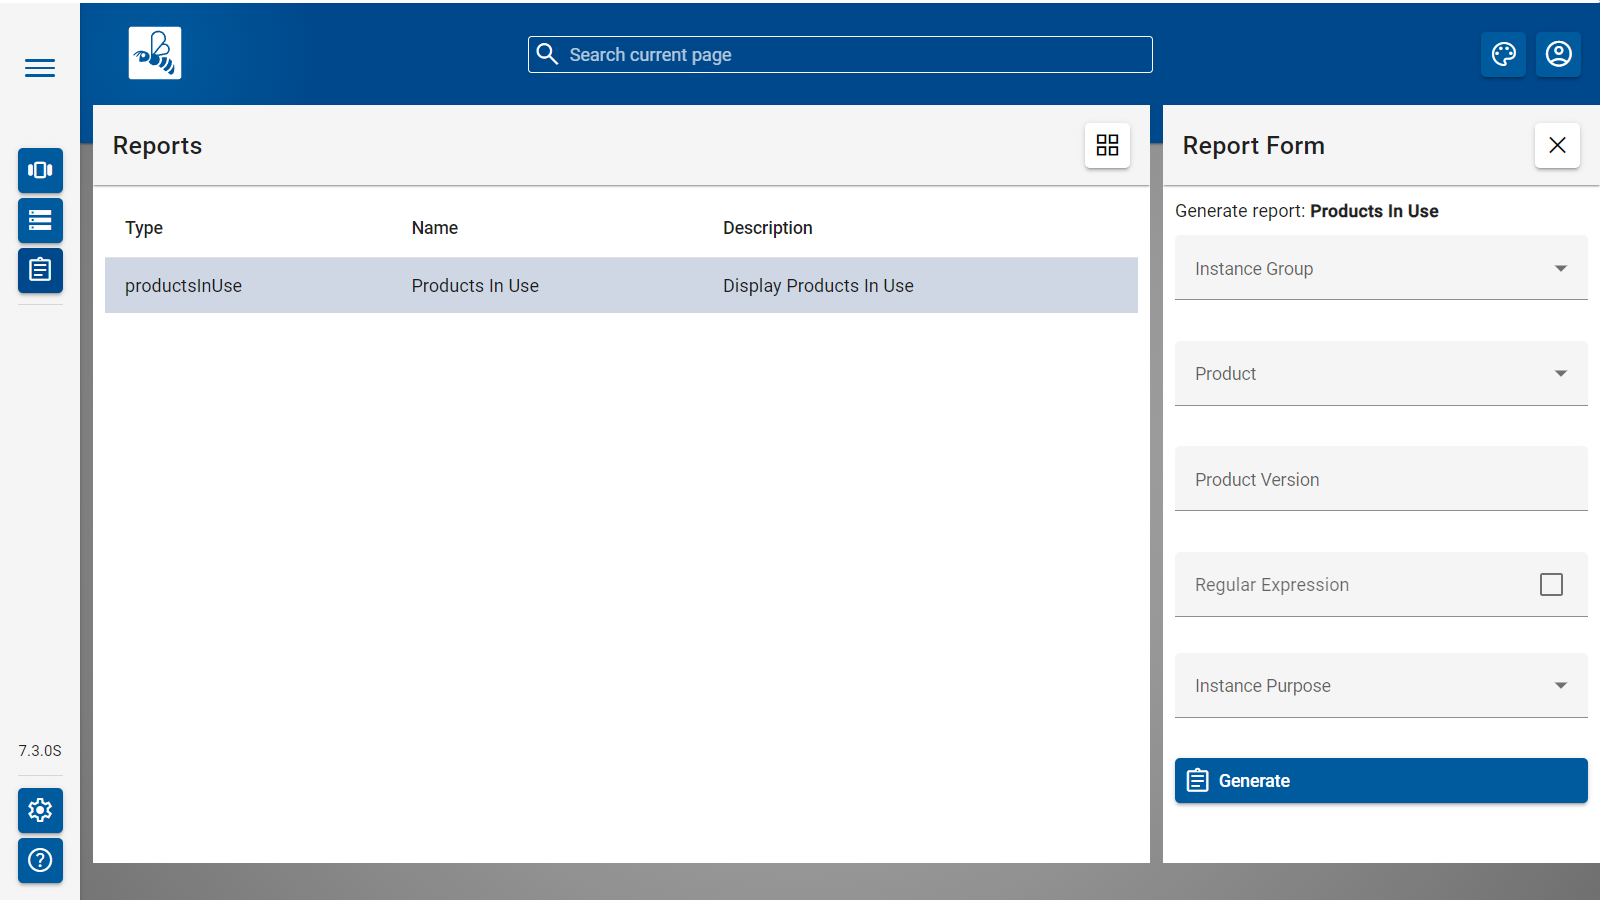 Search current page
Reports
Type Name Description
productsInUse Products In Use Display Products In Use
7.3.0S
Report Form
Generate report: Products In Use
Instance Group
Product
Product Version
Regular Expression
Instance Purpose
Generate